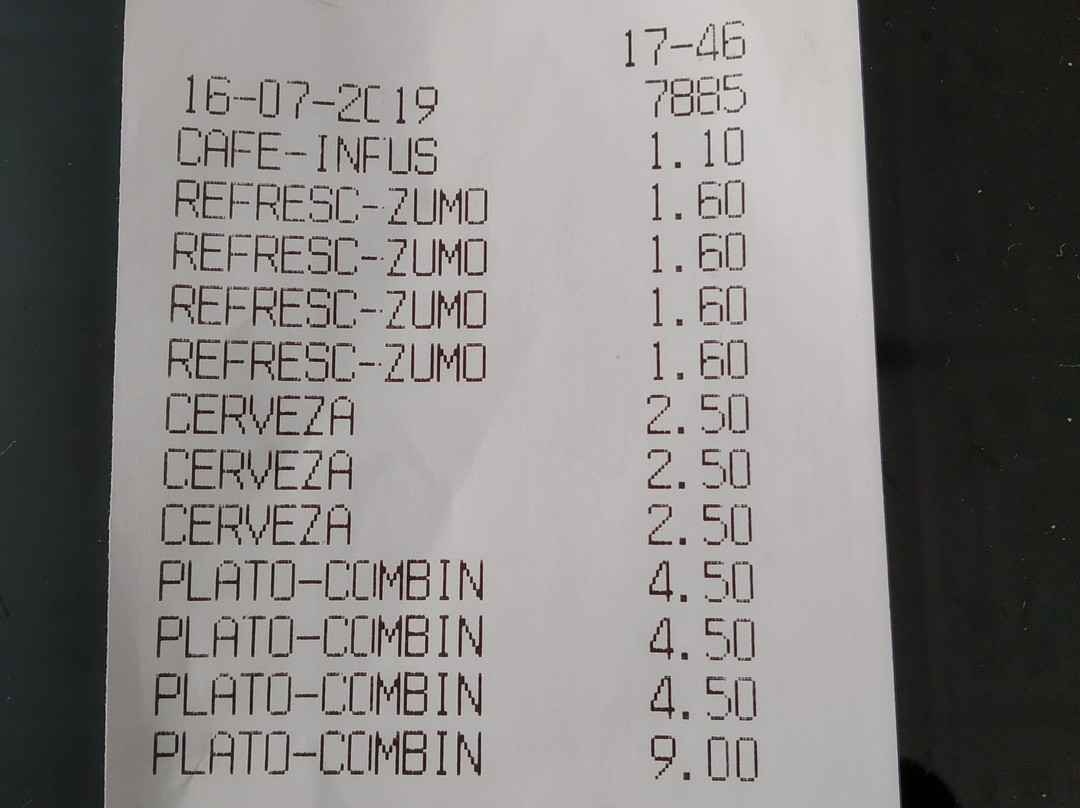 17-46
16-07-2019 7885
CAFE-INFUS 1.10
REFRESC-ZUMO 1.60
REFRESC-ZUMO 1.60
REFRESC-ZUMO 1.60
REFRESC-ZUMO 1.60
CERVEZA 2.50
CERVEZA 2.50
CERVEZA 2.50
PLATO-COMBIN 4.50
PLATO-COMBIN 4.50
PLATO-COMBIN 4.50
PLATO-COMBIN 9.00